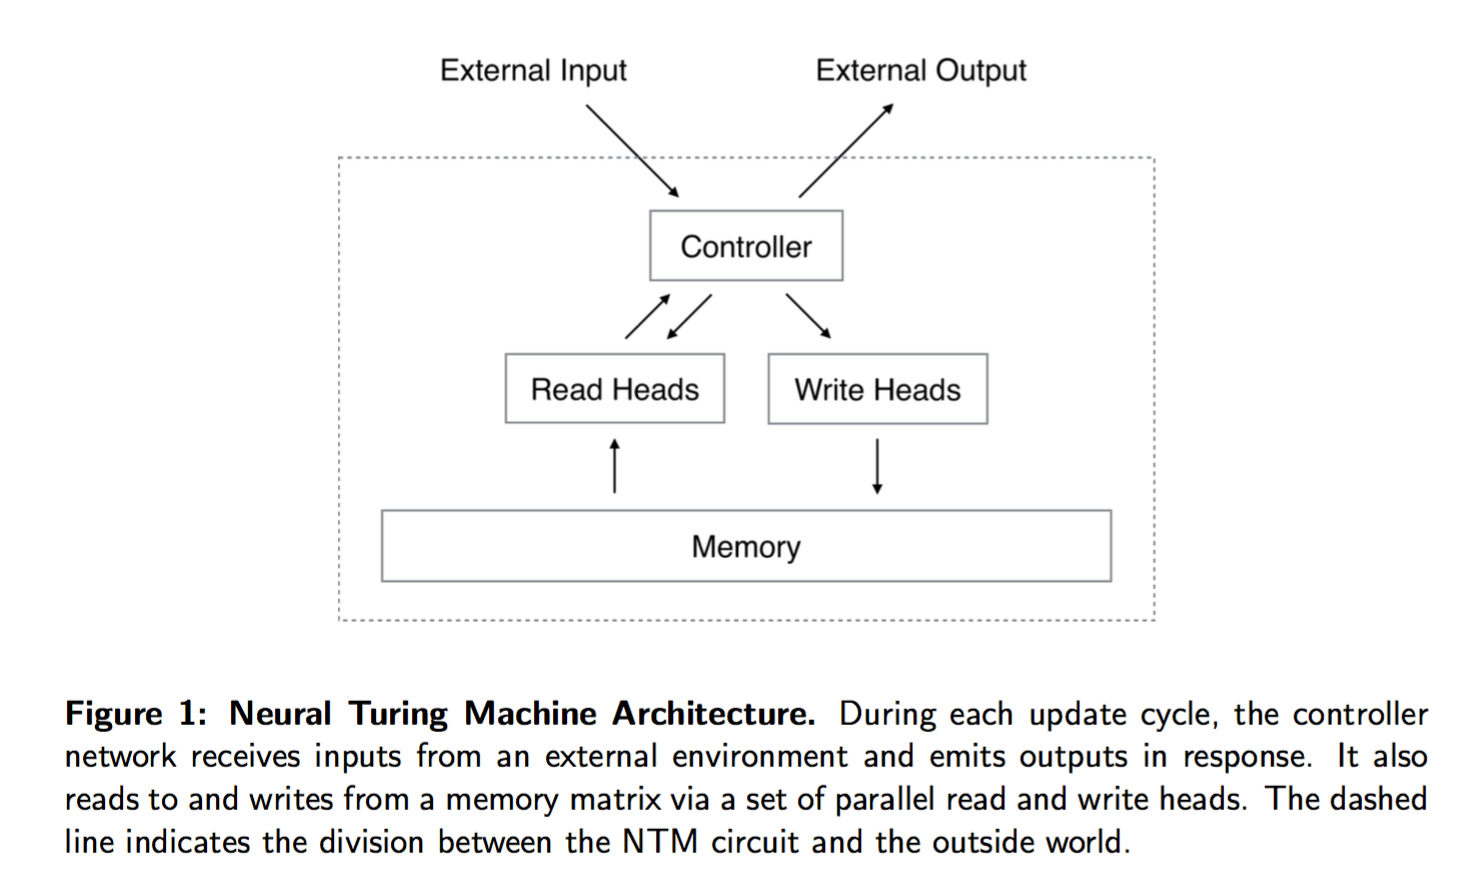 External Input
External Output
Controller
Read Heads
Write Heads
Memory
Figure 1: Neural Turing Machine Architecture. During each update cycle, the controller
network receives inputs from an external environment and emits outputs in response. It also
reads to and writes from a memory matrix via a set of parallel read and write heads. The dashed
line indicates the division between the NTM circuit and the outside world.